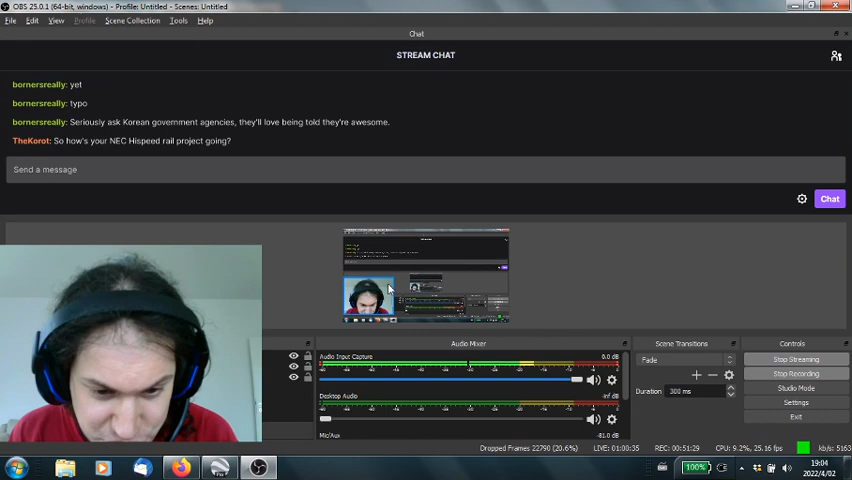 OBS 25.0.1 (64-bit, windows) - Profile: Untitled - Scenes: Untitled
File Edit View Profile Scene Collection Tools Help
Chat
STREAM CHAT
bornersreally: yet
bornersreally: typo
bornersreally: Seriously ask Korean government agencies, they'll love being told they're awesome.
TheKorot: So how's your NEC Hispeed rail project going?
Send a message
Chat
Audio Mixer
Scene Transitions
Controls
Audio Input Capture 0.0 dB
Fade
Stop Streaming
Stop Recording
Duration 300 ms
Studio Mode
Desktop Audio -inf dB
Settings
Exit
Mic/Aux -81.0 dB
Dropped Frames 22790 (20.6%) LIVE: 01:00:35 REC: 00:51:29 CPU: 9.2%, 25.16 fps kb/s: 5163
100%
19:04
2022/4/02